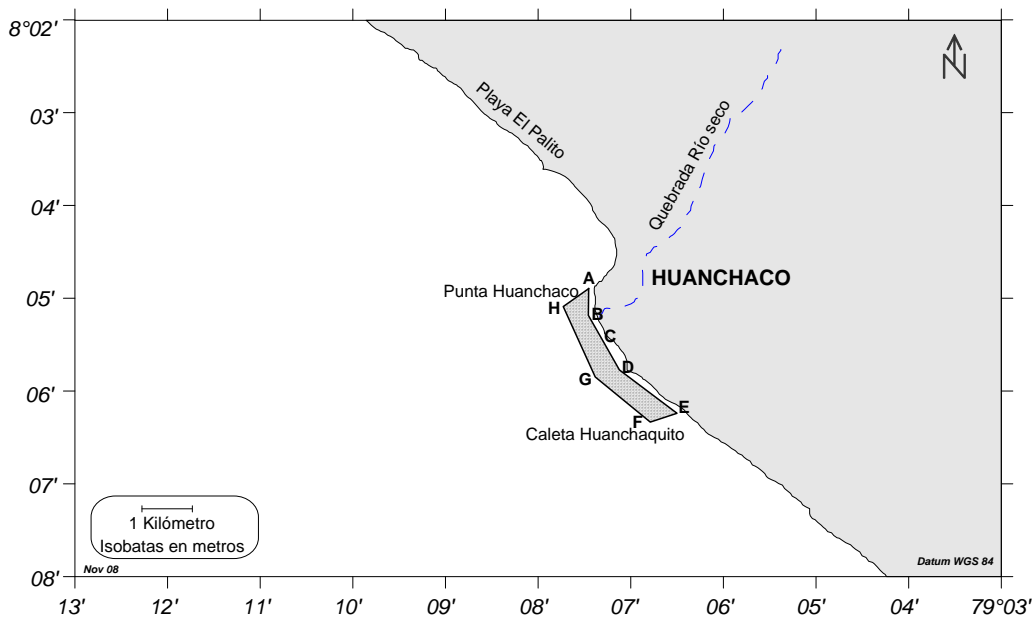 8°02'
N
03'
Playa El Palito
Quebrada Río seco
04'
A
HUANCHACO
05'
Punta Huanchaco
H
B
C
D
G
06'
E
F
Caleta Huanchaquito
07'
1 Kilómetro
Isobatas en metros
Nov 08
Datum WGS 84
08'
13'
12'
11'
10'
09'
08'
07'
06'
05'
04'
79°03'